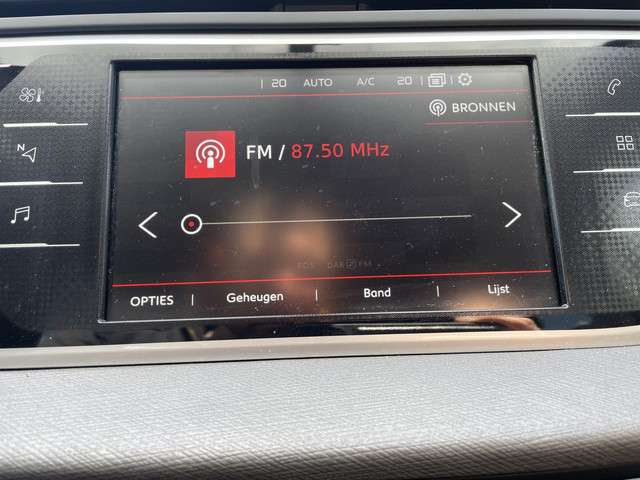 20 AUTO A/C 20
BRONNEN
N
FM / 87.50 MHz
OPTIES Geheugen Band Lijst